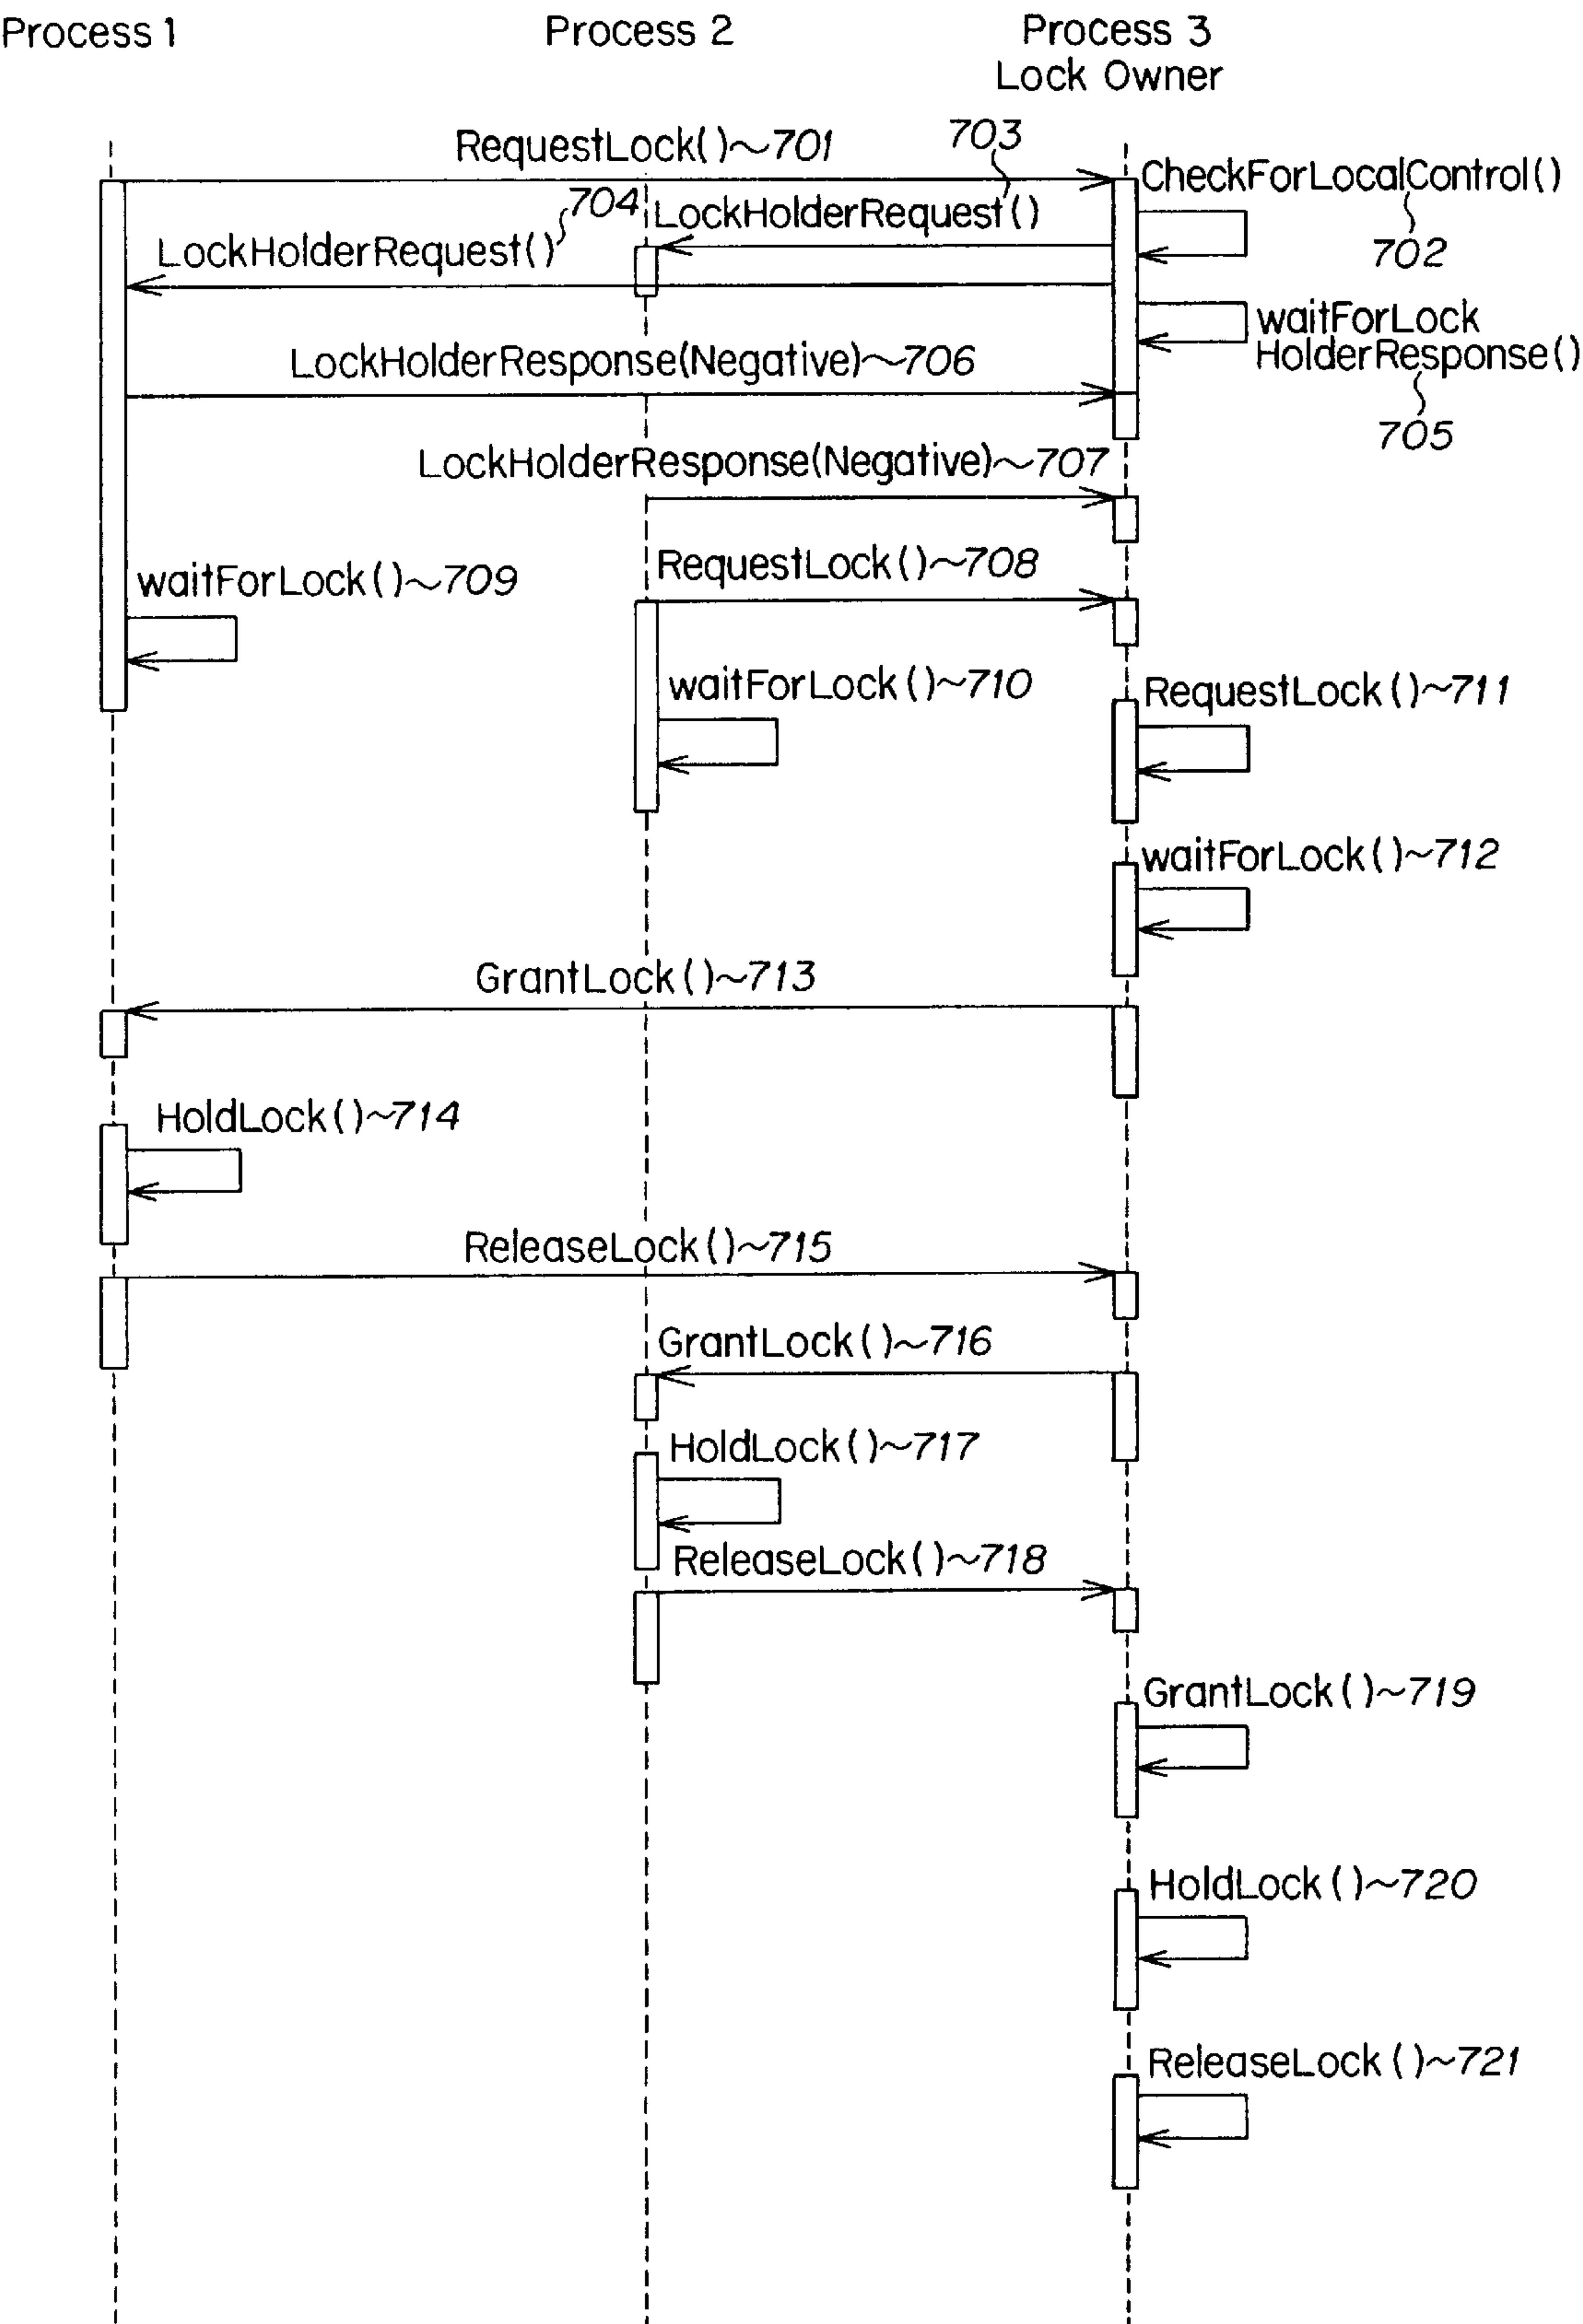 Process 1
Process 2
Process 3
Lock Owner
RequestLock()~701
703
CheckForLocalControl()
702
704
LockHolderRequest()
LockHolderRequest()
waitForLock
HolderResponse()
705
LockHolderResponse(Negative)~706
LockHolderResponse(Negative)~707
RequestLock()~708
waitForLock()~709
waitForLock()~710
RequestLock()~711
waitForLock()~712
GrantLock()~713
HoldLock()~714
ReleaseLock()~715
GrantLock()~716
HoldLock()~717
ReleaseLock()~718
GrantLock()~719
HoldLock()~720
ReleaseLock()~721